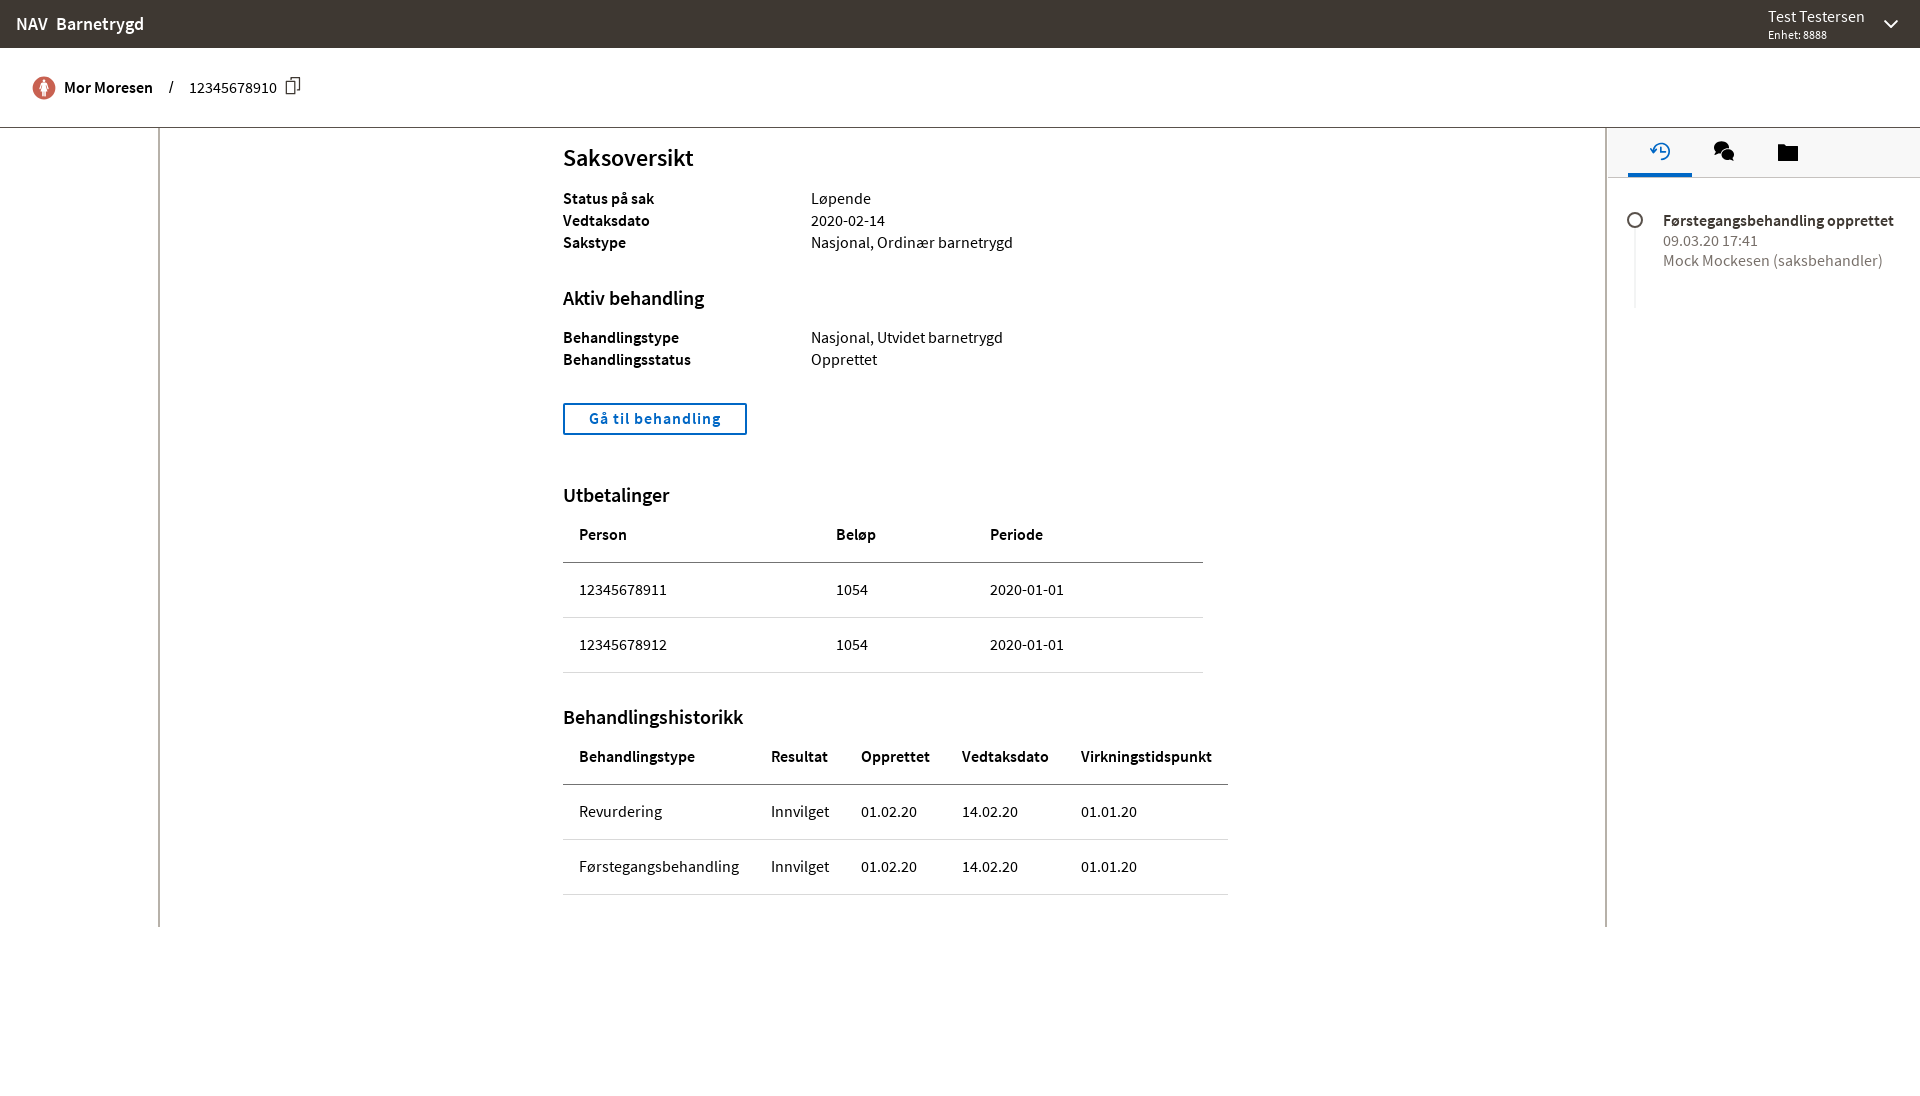 NAV Barnetrygd
Test Testersen
Enhet: 8888
Mor Moresen / 12345678910
Saksoversikt
Status på sak Løpende
Vedtaksdato 2020-02-14
Sakstype Nasjonal, Ordinær barnetrygd
Aktiv behandling
Behandlingstype Nasjonal, Utvidet barnetrygd
Behandlingsstatus Opprettet
Gå til behandling
Utbetalinger
Person Beløp Periode
12345678911 1054 2020-01-01
12345678912 1054 2020-01-01
Behandlingshistorikk
Behandlingstype Resultat Opprettet Vedtaksdato Virkningstidspunkt
Revurdering Innvilget 01.02.20 14.02.20 01.01.20
Førstegangsbehandling Innvilget 01.02.20 14.02.20 01.01.20
Førstegangsbehandling opprettet
09.03.20 17:41
Mock Mockesen (saksbehandler)